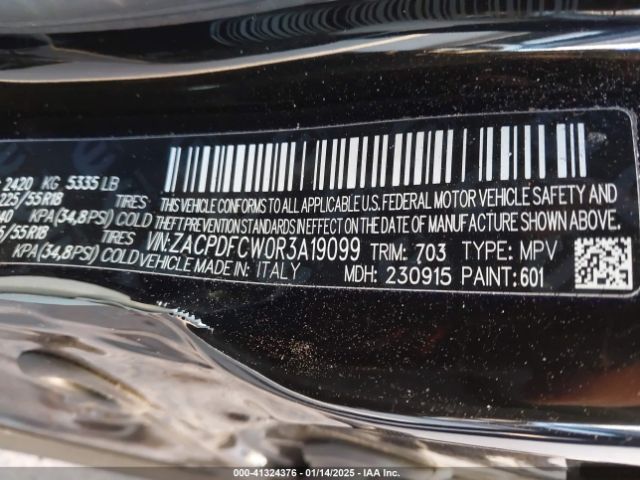 2420 KG 5335 LB
225/55R18 TIRES:
KPA(34,8PSI) COLD
/55R18 TIRES
KPA(34,8PSI) COLD
THIS VEHICLE CONFORMS TO ALL APPLICABLE U.S. FEDERAL MOTOR VEHICLE SAFETY AND
THEFT PREVENTION STANDARDS IN EFFECT ON THE DATE OF MANUFACTURE SHOWN ABOVE.
VIN: ZACPDFCW0R3A19099 TRIM: 703 TYPE: MPV
VEHICLE MADE IN ITALY MDH: 230915 PAINT: 601
000-41324376 - 01/14/2025 - IAA Inc.